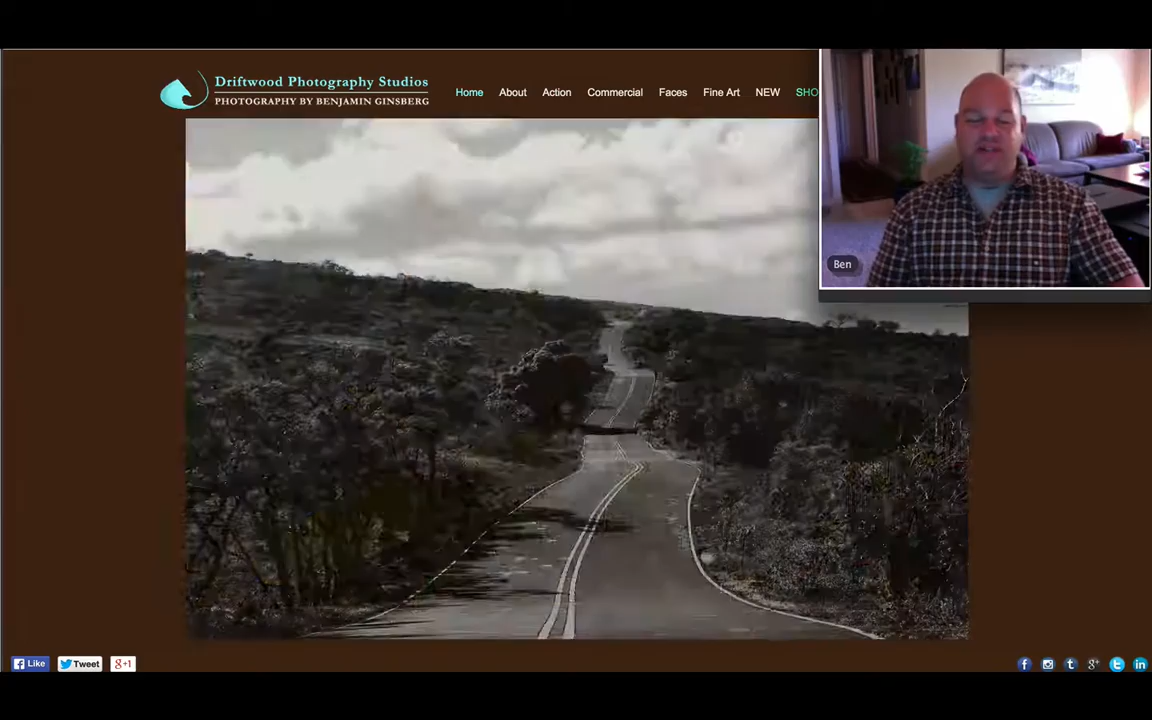 Driftwood Photography Studios
PHOTOGRAPHY BY BENJAMIN GINSBERG
Home About Action Commercial Faces Fine Art NEW SHO
Ben
Like Tweet g+1